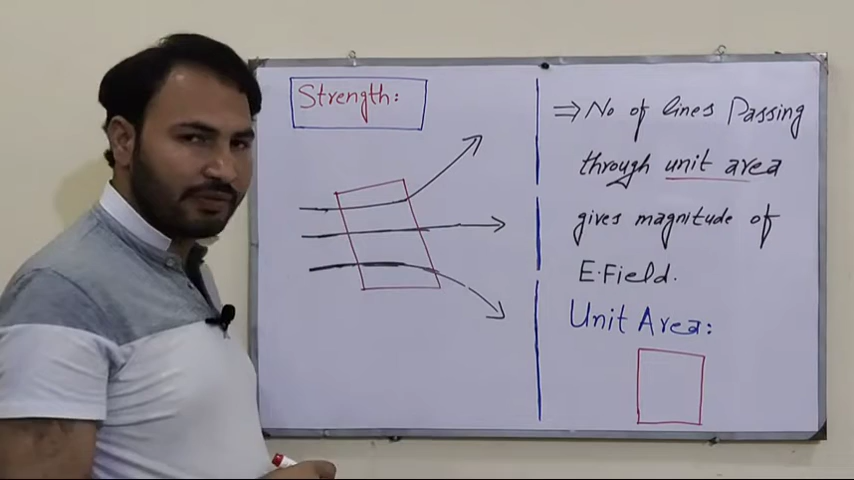 Strength:
⇒ No of lines Passing
through unit area
gives magnitude of
E.Field.
Unit Area: